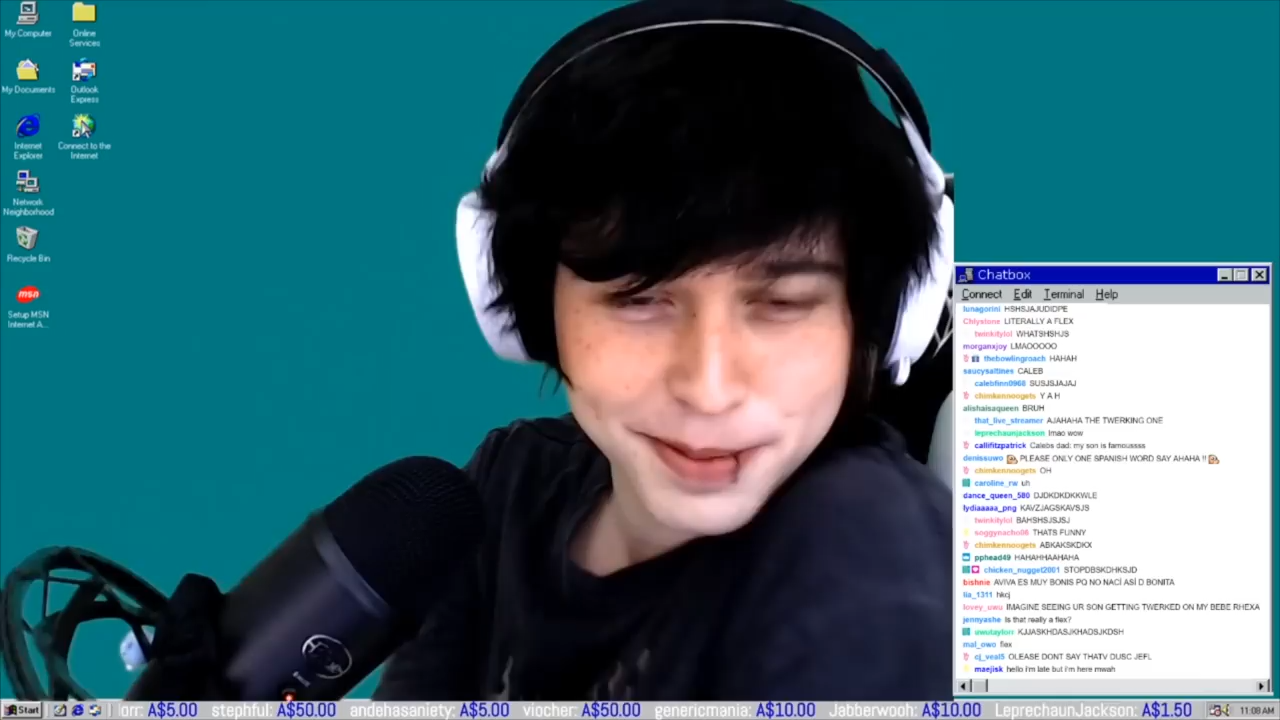 My Computer
Online
Services
My Documents
Outlook
Express
Internet
Explorer
Connect to the
Internet
Network
Neighborhood
Recycle Bin
msn
Setup MSN
Internet A...
Chatbox
Connect Edit Terminal Help
lunagorini HSHSJAJUDIDPE
Chlystone LITERALLY A FLEX
twinkitylol WHATSHSHJS
morganxjoy LMAOOOOO
thebowlingroach HAHAH
saucysaltines CALEB
calebfinn0968 SUSJSJAJAJ
chimkennoogets Y A H
alishaisaqueen BRUH
that_live_streamer AJAHAHA THE TWERKING ONE
leprechaunjackson lmao wow
callifitzpatrick Calebs dad: my son is famoussss
denissuwo PLEASE ONLY ONE SPANISH WORD SAY AHAHA !!
chimkennoogets OH
caroline_rw uh
dance_queen_580 DJDKDKDKKWLE
lydiaaaaa_png KAVZJAGSKAVSJS
twinkitylol BAHSHSJSJSJ
soggynacho06 THATS FUNNY
chimkennoogets ABKAKSKDKX
pphead49 HAHAHHAAHAHA
chicken_nugget2001 STOPDBSKDHKSJD
bishnie AVIVA ES MUY BONIS PQ NO NACÍ ASÍ D BONITA
lia_1311 hkcj
lovey_uwu IMAGINE SEEING UR SON GETTING TWERKED ON MY BEBE RHEXA
jennyashe Is that really a flex?
uwutaylorr KJJASKHDASJKHADSJKDSH
mal_owo flex
cj_veal5 OLEASE DONT SAY THATV DUSC JEFL
maejisk hello i'm late but i'm here mwah
Start lorr: A$5.00 stephful: A$50.00 andehasaniety: A$5.00 viocher: A$50.00 genericmania: A$10.00 Jabberwooh: A$10.00 LeprechaunJackson: A$1.50 11:08 AM